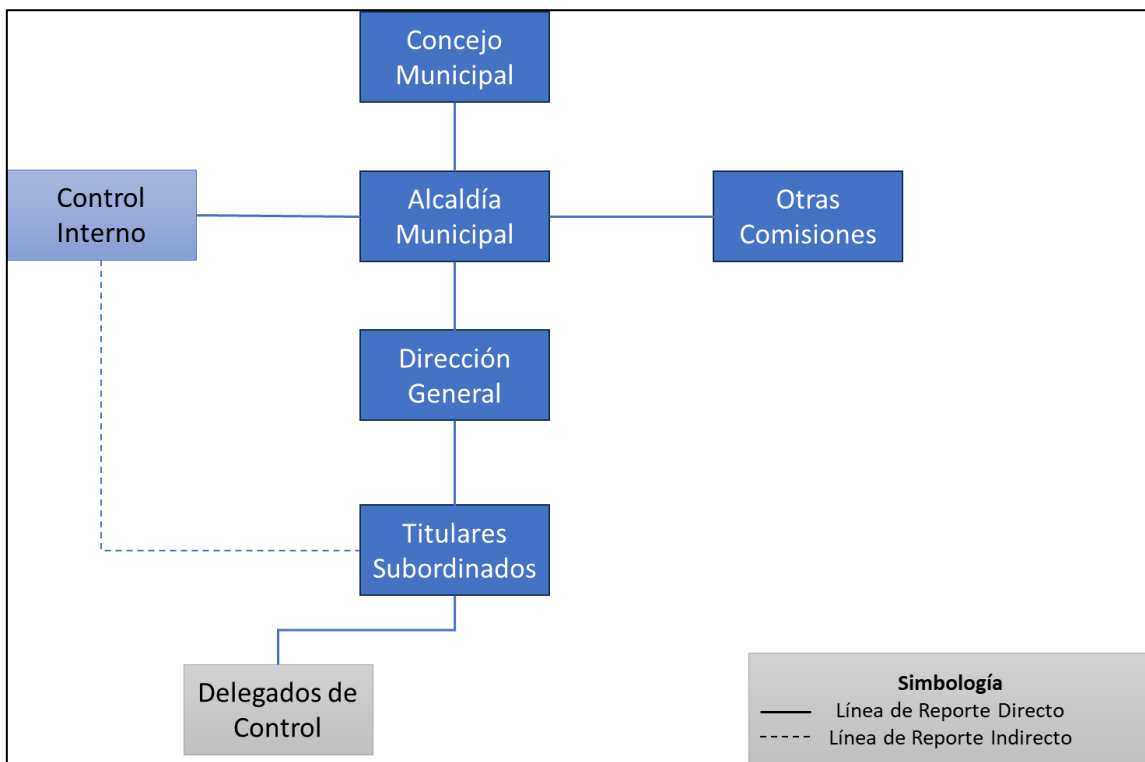 Concejo
Municipal
Control
Interno
Alcaldía
Municipal
Otras
Comisiones
Dirección
General
Titulares
Subordinados
Delegados de
Control
Simbología
Línea de Reporte Directo
Línea de Reporte Indirecto